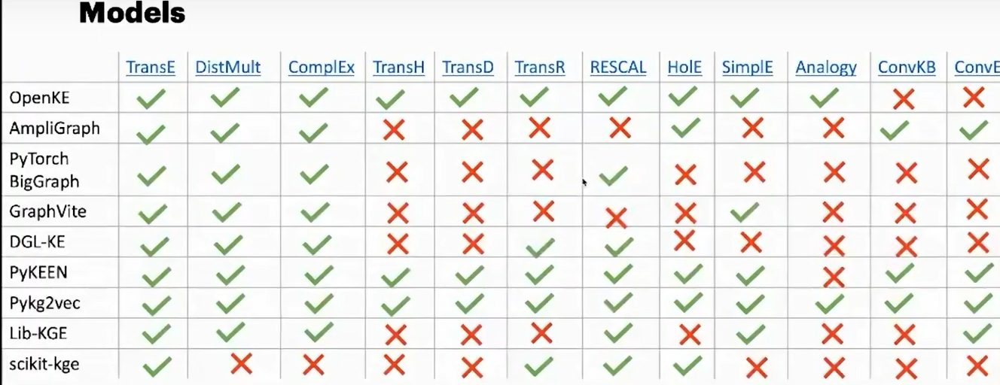 Models
TransE DistMult ComplEx TransH TransD TransR RESCAL HolE SimplE Analogy ConvKB ConvE
OpenKE
AmpliGraph
PyTorch
BigGraph
GraphVite
DGL-KE
PyKEEN
Pykg2vec
Lib-KGE
scikit-kge